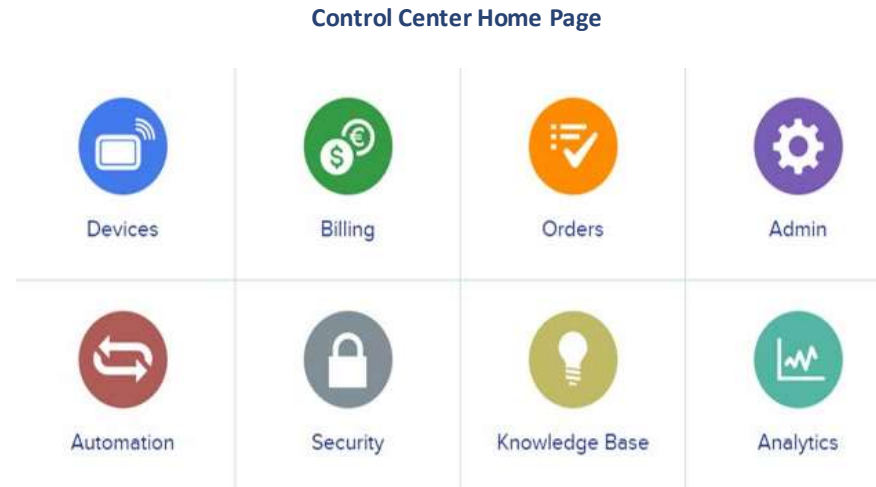 Control Center Home Page
Devices
Billing
Orders
Admin
Automation
Security
Knowledge Base
Analytics